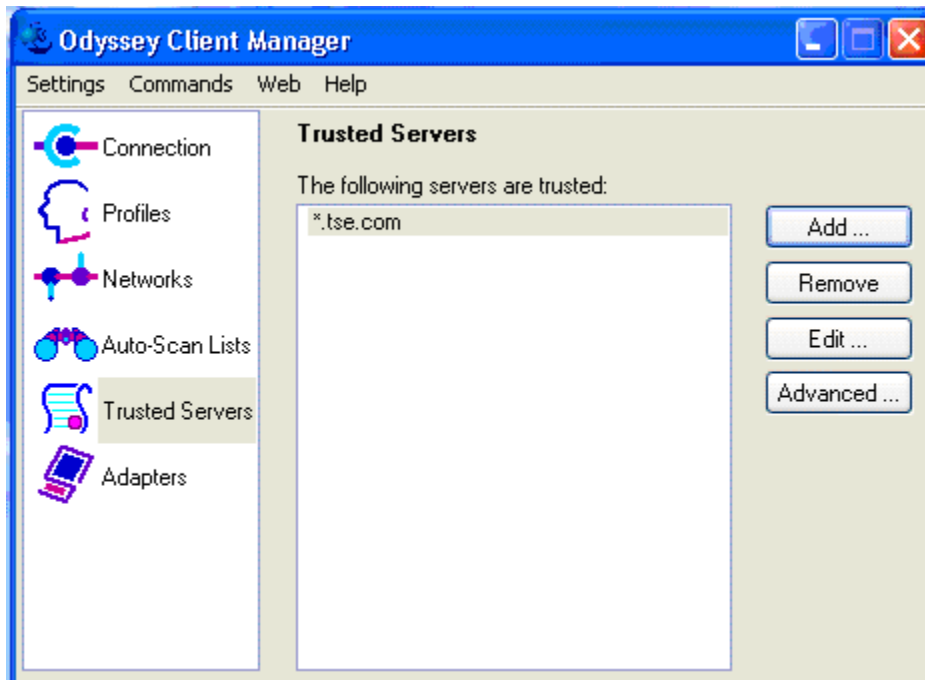 Odyssey Client Manager
Settings Commands Web Help
Connection
Profiles
Networks
Auto-Scan Lists
Trusted Servers
Adapters
Trusted Servers
The following servers are trusted:
*.tse.com
Add ...
Remove
Edit ...
Advanced ...